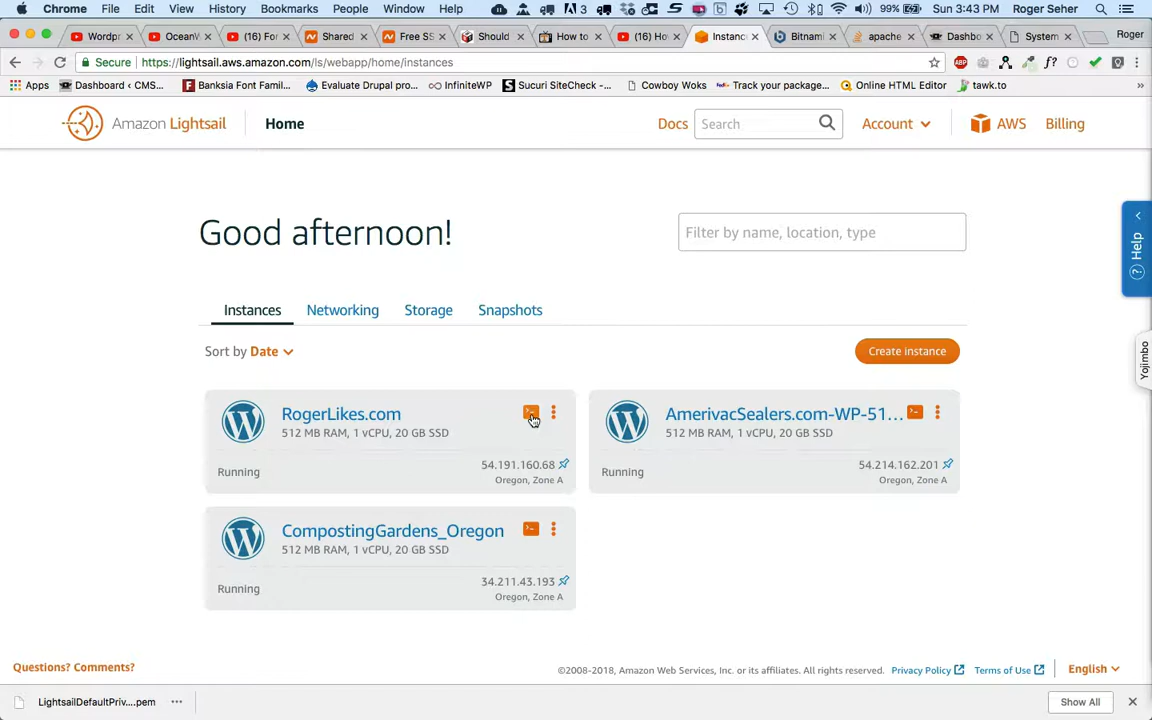 Chrome File Edit View History Bookmarks People Window Help 3 99% Sun 3:43 PM Roger Seher
Wordpr OceanW (16) For Shared Free SS Should How to (16) Ho Instanc Bitnami apache Dashbo System Roger
Secure https://lightsail.aws.amazon.com/ls/webapp/home/instances ABP f?
Apps Dashboard < CMS... Banksia Font Famil... Evaluate Drupal pro... InfiniteWP Sucuri SiteCheck -... Cowboy Woks Track your package... Online HTML Editor tawk.to »
Amazon Lightsail Home Docs Search Account AWS Billing
Good afternoon!
Filter by name, location, type
Help
Instances Networking Storage Snapshots
Sort by Date
Create instance
Yojimbo
RogerLikes.com
512 MB RAM, 1 vCPU, 20 GB SSD
Running
54.191.160.68
Oregon, Zone A
AmerivacSealers.com-WP-51...
512 MB RAM, 1 vCPU, 20 GB SSD
Running
54.214.162.201
Oregon, Zone A
CompostingGardens_Oregon
512 MB RAM, 1 vCPU, 20 GB SSD
Running
34.211.43.193
Oregon, Zone A
Questions? Comments?
©2008-2018, Amazon Web Services, Inc. or its affiliates. All rights reserved. Privacy Policy Terms of Use English
LightsailDefaultPriv....pem
Show All